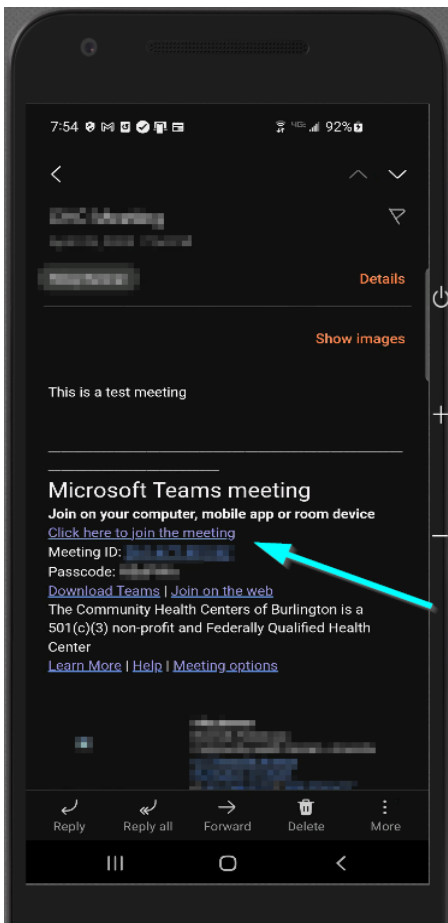 7:54 92%
Details
Show images
This is a test meeting
Microsoft Teams meeting
Join on your computer, mobile app or room device
Click here to join the meeting
Meeting ID:
Passcode:
Download Teams | Join on the web
The Community Health Centers of Burlington is a
501(c)(3) non-profit and Federally Qualified Health
Center
Learn More | Help | Meeting options
Reply Reply all Forward Delete More